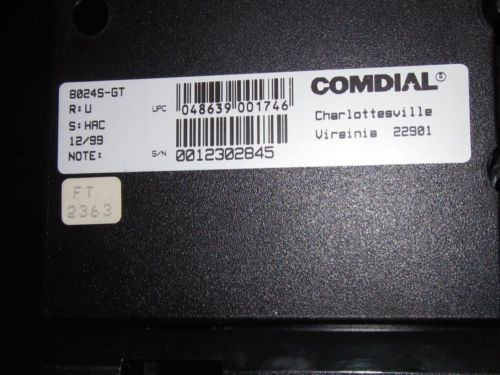 8024S-GT
R: U
S: HAC
12/99
NOTE:
UPC
048639 001746
S/N 0012302845
COMDIAL®
Charlottesville
Virginia 22901
FT
2363